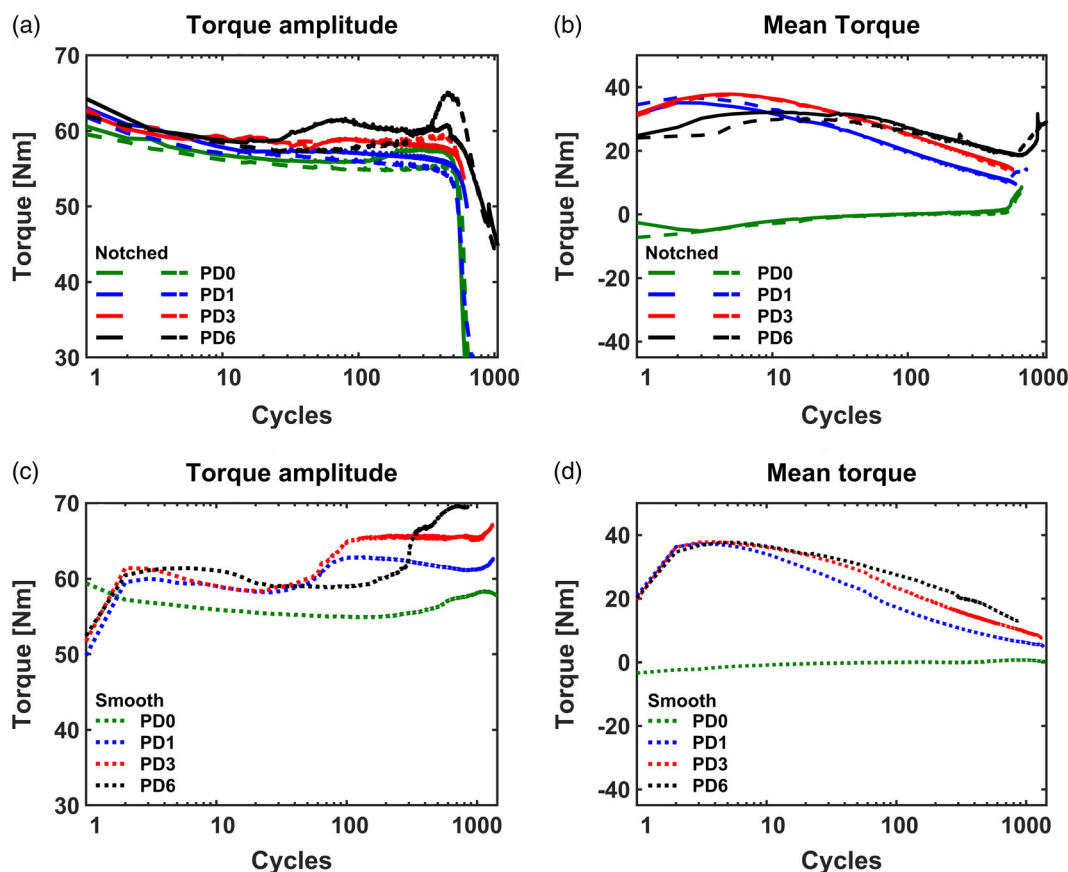 (a)
Torque amplitude
70
60
50
40
30
Torque [Nm]
Notched
PD0
PD1
PD3
PD6
1
10
100
1000
Cycles
(b)
Mean Torque
40
20
0
-20
-40
Torque [Nm]
Notched
PD0
PD1
PD3
PD6
1
10
100
1000
Cycles
(c)
Torque amplitude
70
60
50
40
30
Torque [Nm]
Smooth
PD0
PD1
PD3
PD6
1
10
100
1000
Cycles
(d)
Mean torque
40
20
0
-20
-40
Torque [Nm]
Smooth
PD0
PD1
PD3
PD6
1
10
100
1000
Cycles